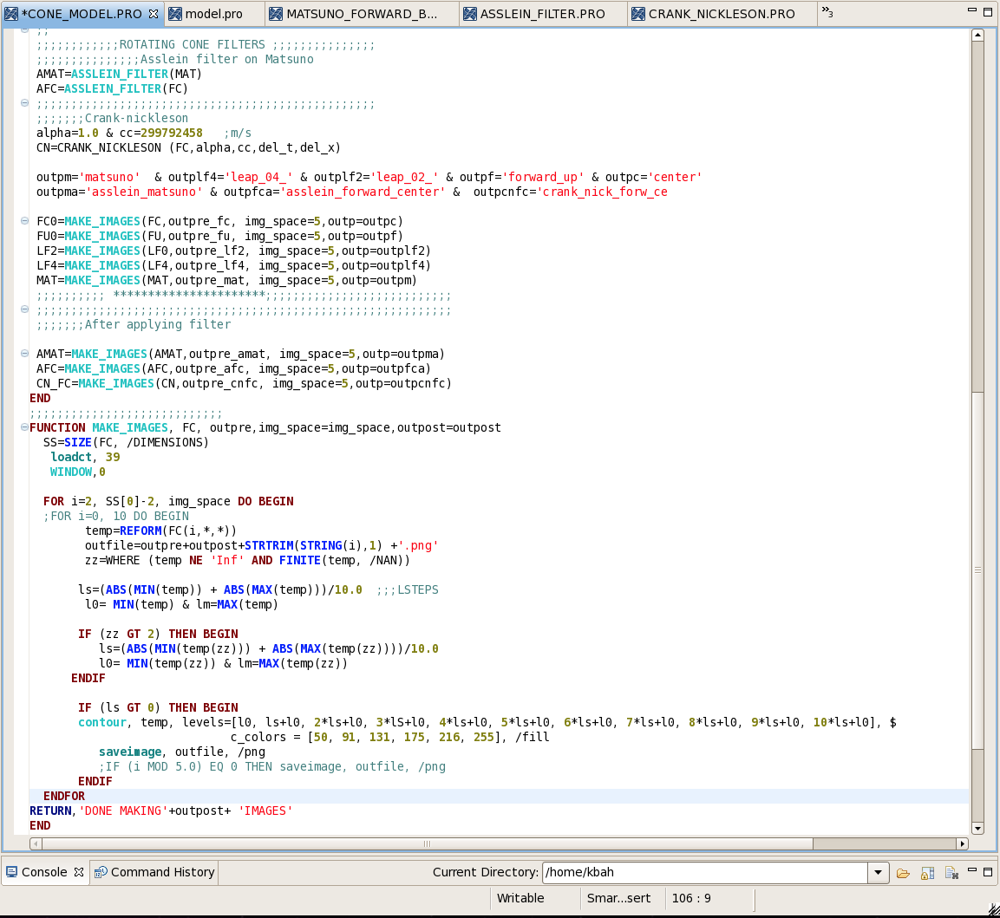 *CONE_MODEL.PRO model.pro MATSUNO_FORWARD_B... ASSLEIN_FILTER.PRO CRANK_NICKLESON.PRO »3
;;
;;;;;;;;;;;;ROTATING CONE FILTERS ;;;;;;;;;;;;;;;
;;;;;;;;;;;;;;;Asslein filter on Matsuno
AMAT=ASSLEIN_FILTER(MAT)
AFC=ASSLEIN_FILTER(FC)
;;;;;;;;;;;;;;;;;;;;;;;;;;;;;;;;;;;;;;;;;;;;;;;;;
;;;;;;;Crank-nickleson
alpha=1.0 & cc=299792458   ;m/s
CN=CRANK_NICKLESON (FC,alpha,cc,del_t,del_x)
outpm='matsuno'  & outplf4='leap_04_' & outplf2='leap_02_' & outpf='forward_up' & outpc='center'
outpma='asslein_matsuno' & outpfca='asslein_forward_center' &  outpcnfc='crank_nick_forw_ce
FC0=MAKE_IMAGES(FC,outpre_fc, img_space=5,outp=outpc)
FU0=MAKE_IMAGES(FU,outpre_fu, img_space=5,outp=outpf)
LF2=MAKE_IMAGES(LF0,outpre_lf2, img_space=5,outp=outplf2)
LF4=MAKE_IMAGES(LF4,outpre_lf4, img_space=5,outp=outplf4)
MAT=MAKE_IMAGES(MAT,outpre_mat, img_space=5,outp=outpm)
;;;;;;;;;; **********************;;;;;;;;;;;;;;;;;;;;;;;;;;;
;;;;;;;;;;;;;;;;;;;;;;;;;;;;;;;;;;;;;;;;;;;;;;;;;;;;;;;;;;;;
;;;;;;;After applying filter
AMAT=MAKE_IMAGES(AMAT,outpre_amat, img_space=5,outp=outpma)
AFC=MAKE_IMAGES(AFC,outpre_afc, img_space=5,outp=outpfca)
CN_FC=MAKE_IMAGES(CN,outpre_cnfc, img_space=5,outp=outpcnfc)
END
;;;;;;;;;;;;;;;;;;;;;;;;;;;;
FUNCTION MAKE_IMAGES, FC, outpre,img_space=img_space,outpost=outpost
SS=SIZE(FC, /DIMENSIONS)
loadct, 39
WINDOW,0
FOR i=2, SS[0]-2, img_space DO BEGIN
;FOR i=0, 10 DO BEGIN
temp=REFORM(FC(i,*,*))
outfile=outpre+outpost+STRTRIM(STRING(i),1) +'.png'
zz=WHERE (temp NE 'Inf' AND FINITE(temp, /NAN))
ls=(ABS(MIN(temp)) + ABS(MAX(temp)))/10.0  ;;;LSTEPS
l0= MIN(temp) & lm=MAX(temp)
IF (zz GT 2) THEN BEGIN
ls=(ABS(MIN(temp(zz))) + ABS(MAX(temp(zz))))/10.0
l0= MIN(temp(zz)) & lm=MAX(temp(zz))
ENDIF
IF (ls GT 0) THEN BEGIN
contour, temp, levels=[l0, ls+l0, 2*ls+l0, 3*lS+l0, 4*ls+l0, 5*ls+l0, 6*ls+l0, 7*ls+l0, 8*ls+l0, 9*ls+l0, 10*ls+l0], $
c_colors = [50, 91, 131, 175, 216, 255], /fill
saveimage, outfile, /png
;IF (i MOD 5.0) EQ 0 THEN saveimage, outfile, /png
ENDIF
ENDFOR
RETURN,'DONE MAKING'+outpost+ 'IMAGES'
END
Console Command History Current Directory: /home/kbah
Writable Smar...sert 106 : 9